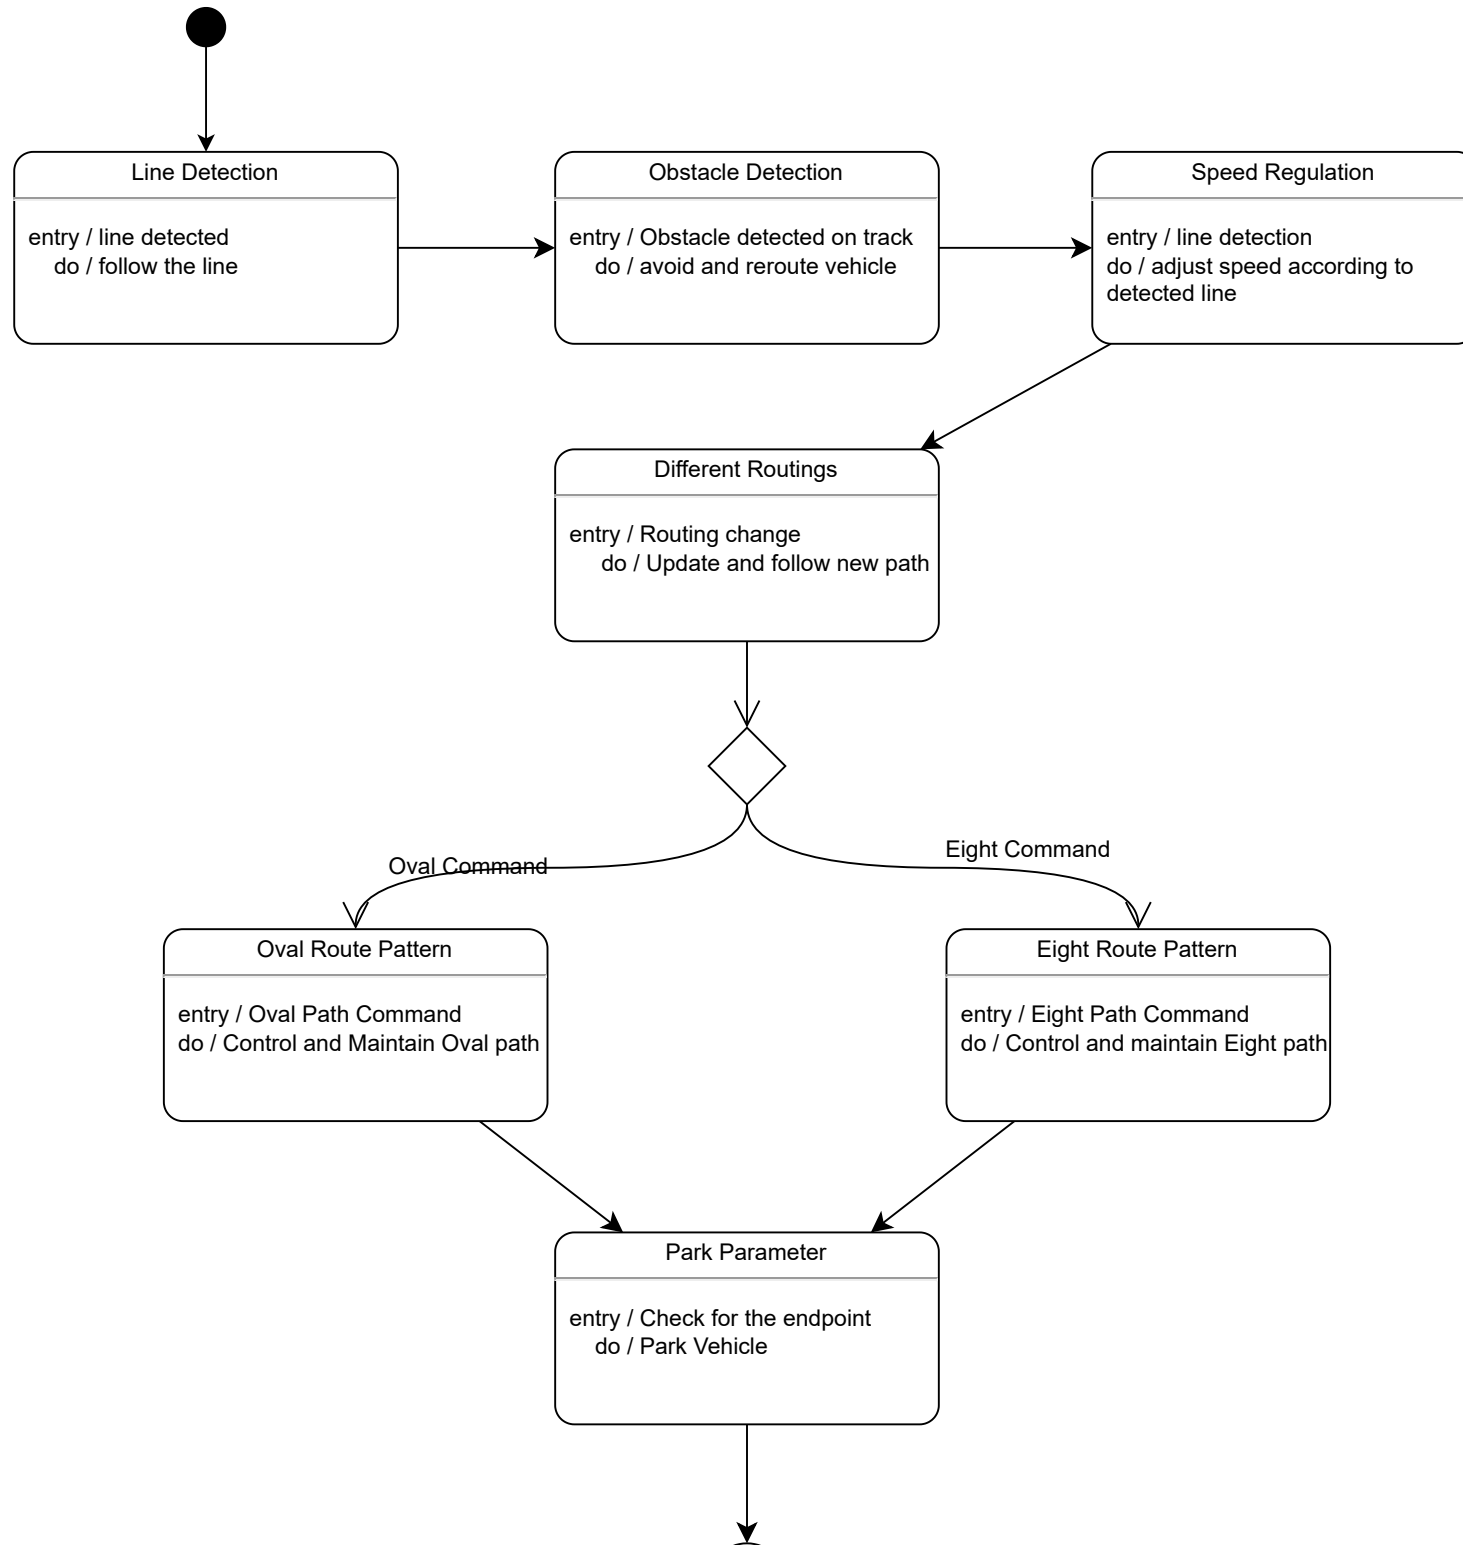 Line Detection
entry / line detected
do / follow the line
Obstacle Detection
entry / Obstacle detected on track
do / avoid and reroute vehicle
Speed Regulation
entry / line detection
do / adjust speed according to
detected line
Different Routings
entry / Routing change
do / Update and follow new path
Oval Command
Eight Command
Oval Route Pattern
entry / Oval Path Command
do / Control and Maintain Oval path
Eight Route Pattern
entry / Eight Path Command
do / Control and maintain Eight path
Park Parameter
entry / Check for the endpoint
do / Park Vehicle